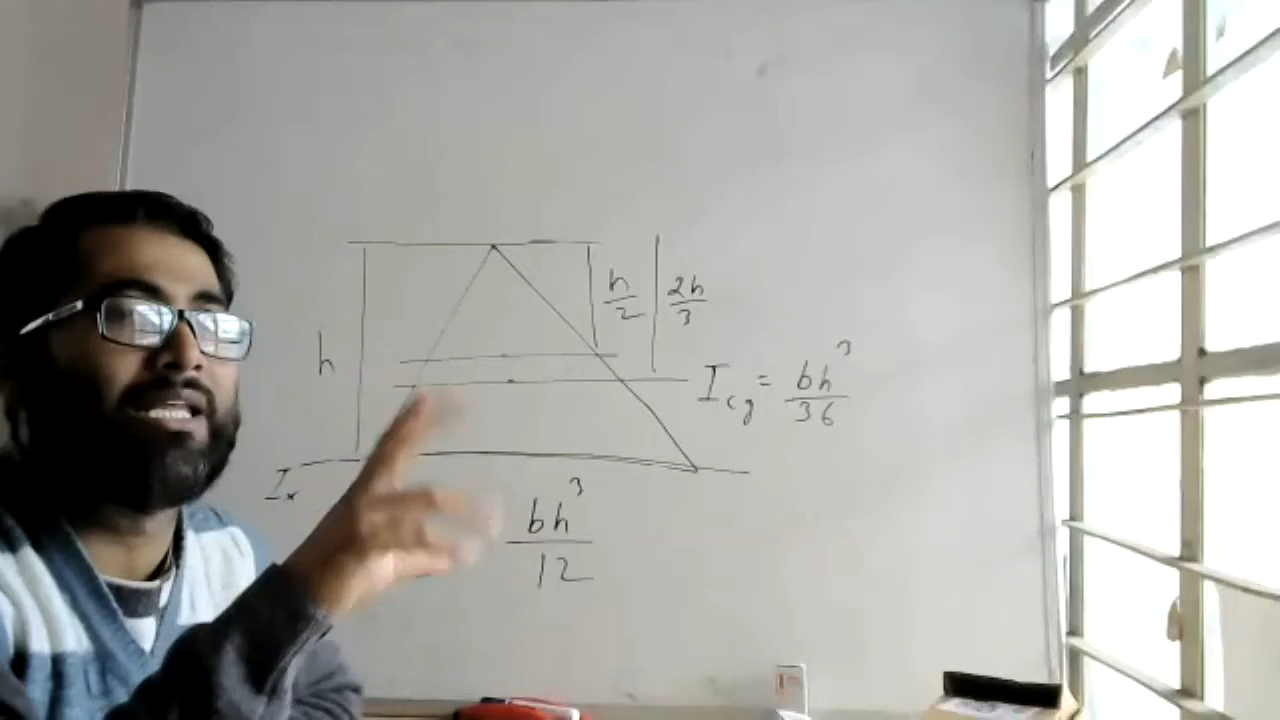 h
h/2
2h/3
I_cg = bh³/36
I_x
bh³/12